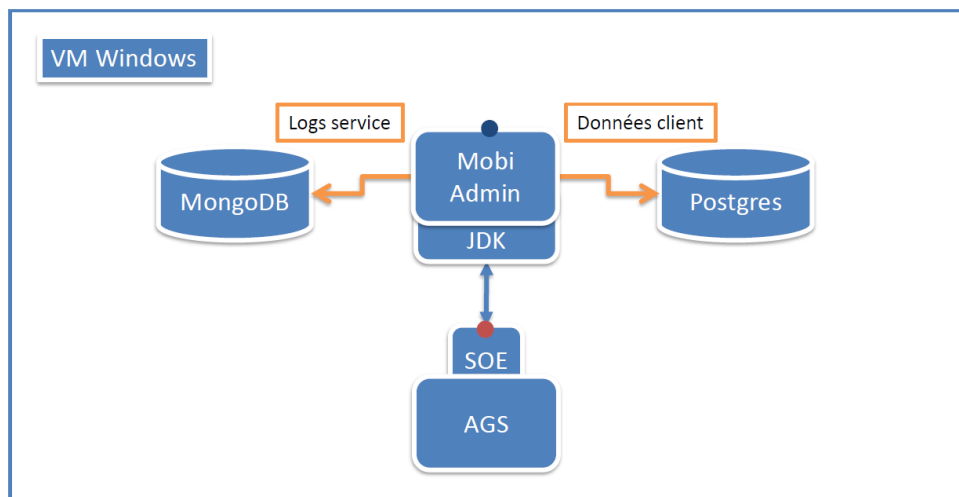 VM Windows
Logs service
Données client
Mobi
Admin
MongoDB
Postgres
JDK
SOE
AGS